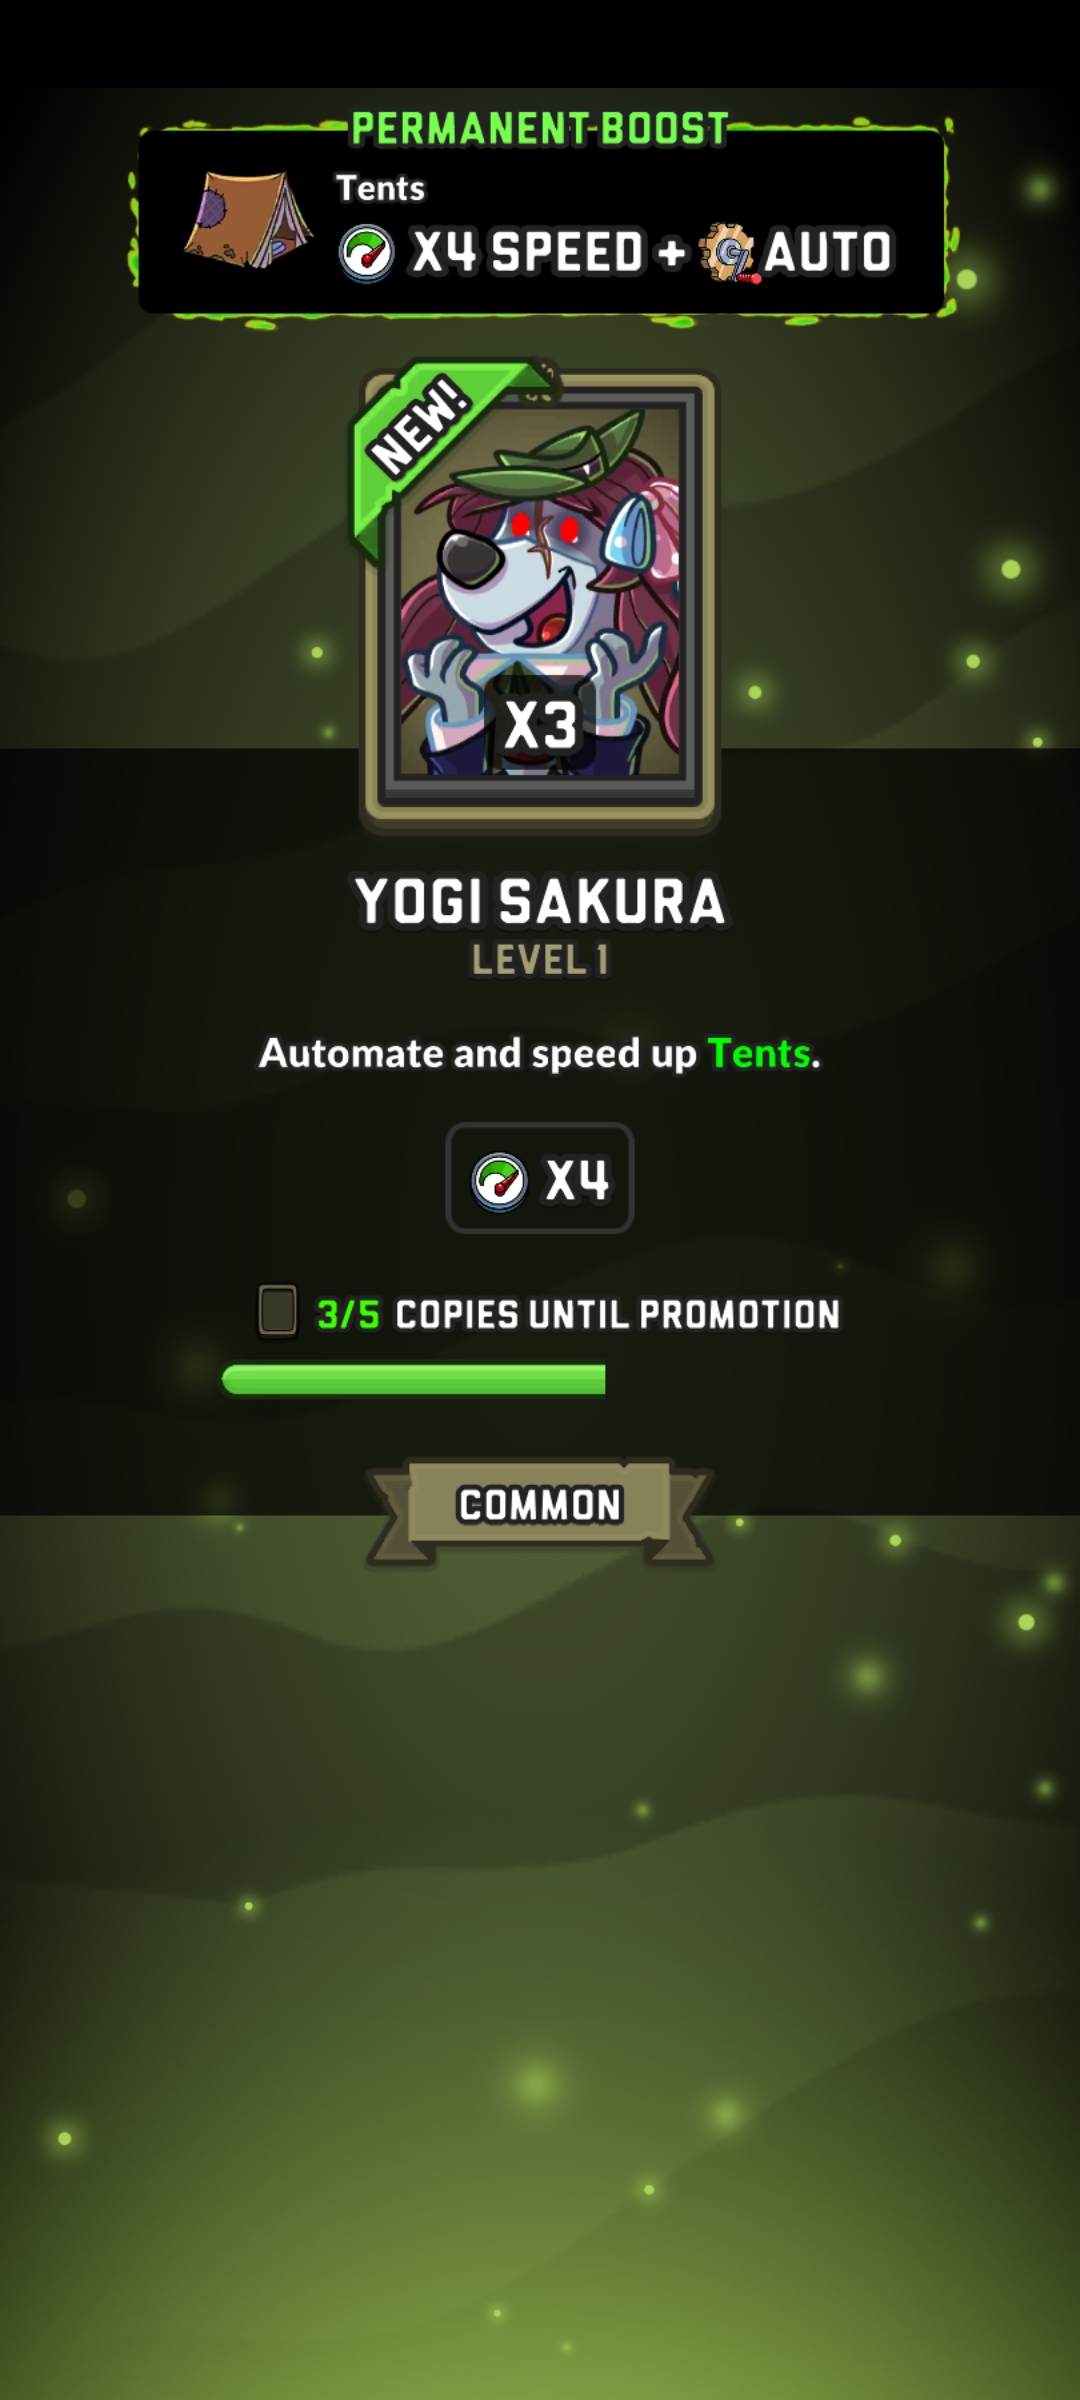 PERMANENT BOOST
Tents
X4 SPEED + AUTO
NEW!
X3
YOGI SAKURA
LEVEL 1
Automate and speed up Tents.
X4
3/5 COPIES UNTIL PROMOTION
COMMON